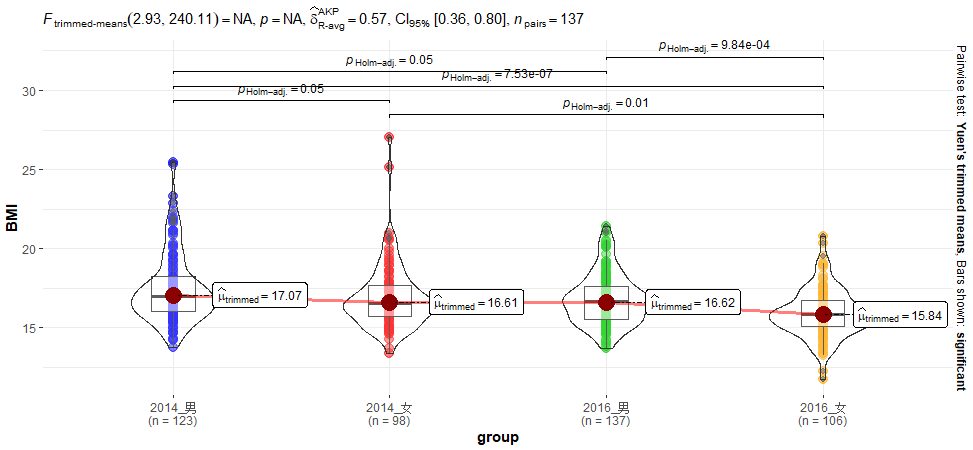 F trimmed-means (2.93, 240.11) = NA, p = NA, δ̂ AKP R-avg = 0.57, CI95% [0.36, 0.80], n pairs = 137
p Holm-adj. = 9.84e-04
p Holm-adj. = 0.05
p Holm-adj. = 7.53e-07
p Holm-adj. = 0.05
p Holm-adj. = 0.01
30
25
20
15
BMI
μ̂ trimmed = 17.07
μ̂ trimmed = 16.61
μ̂ trimmed = 16.62
μ̂ trimmed = 15.84
2014_男
(n = 123)
2014_女
(n = 98)
2016_男
(n = 137)
2016_女
(n = 106)
group
Pairwise test: Yuen's trimmed means, Bars shown: significant